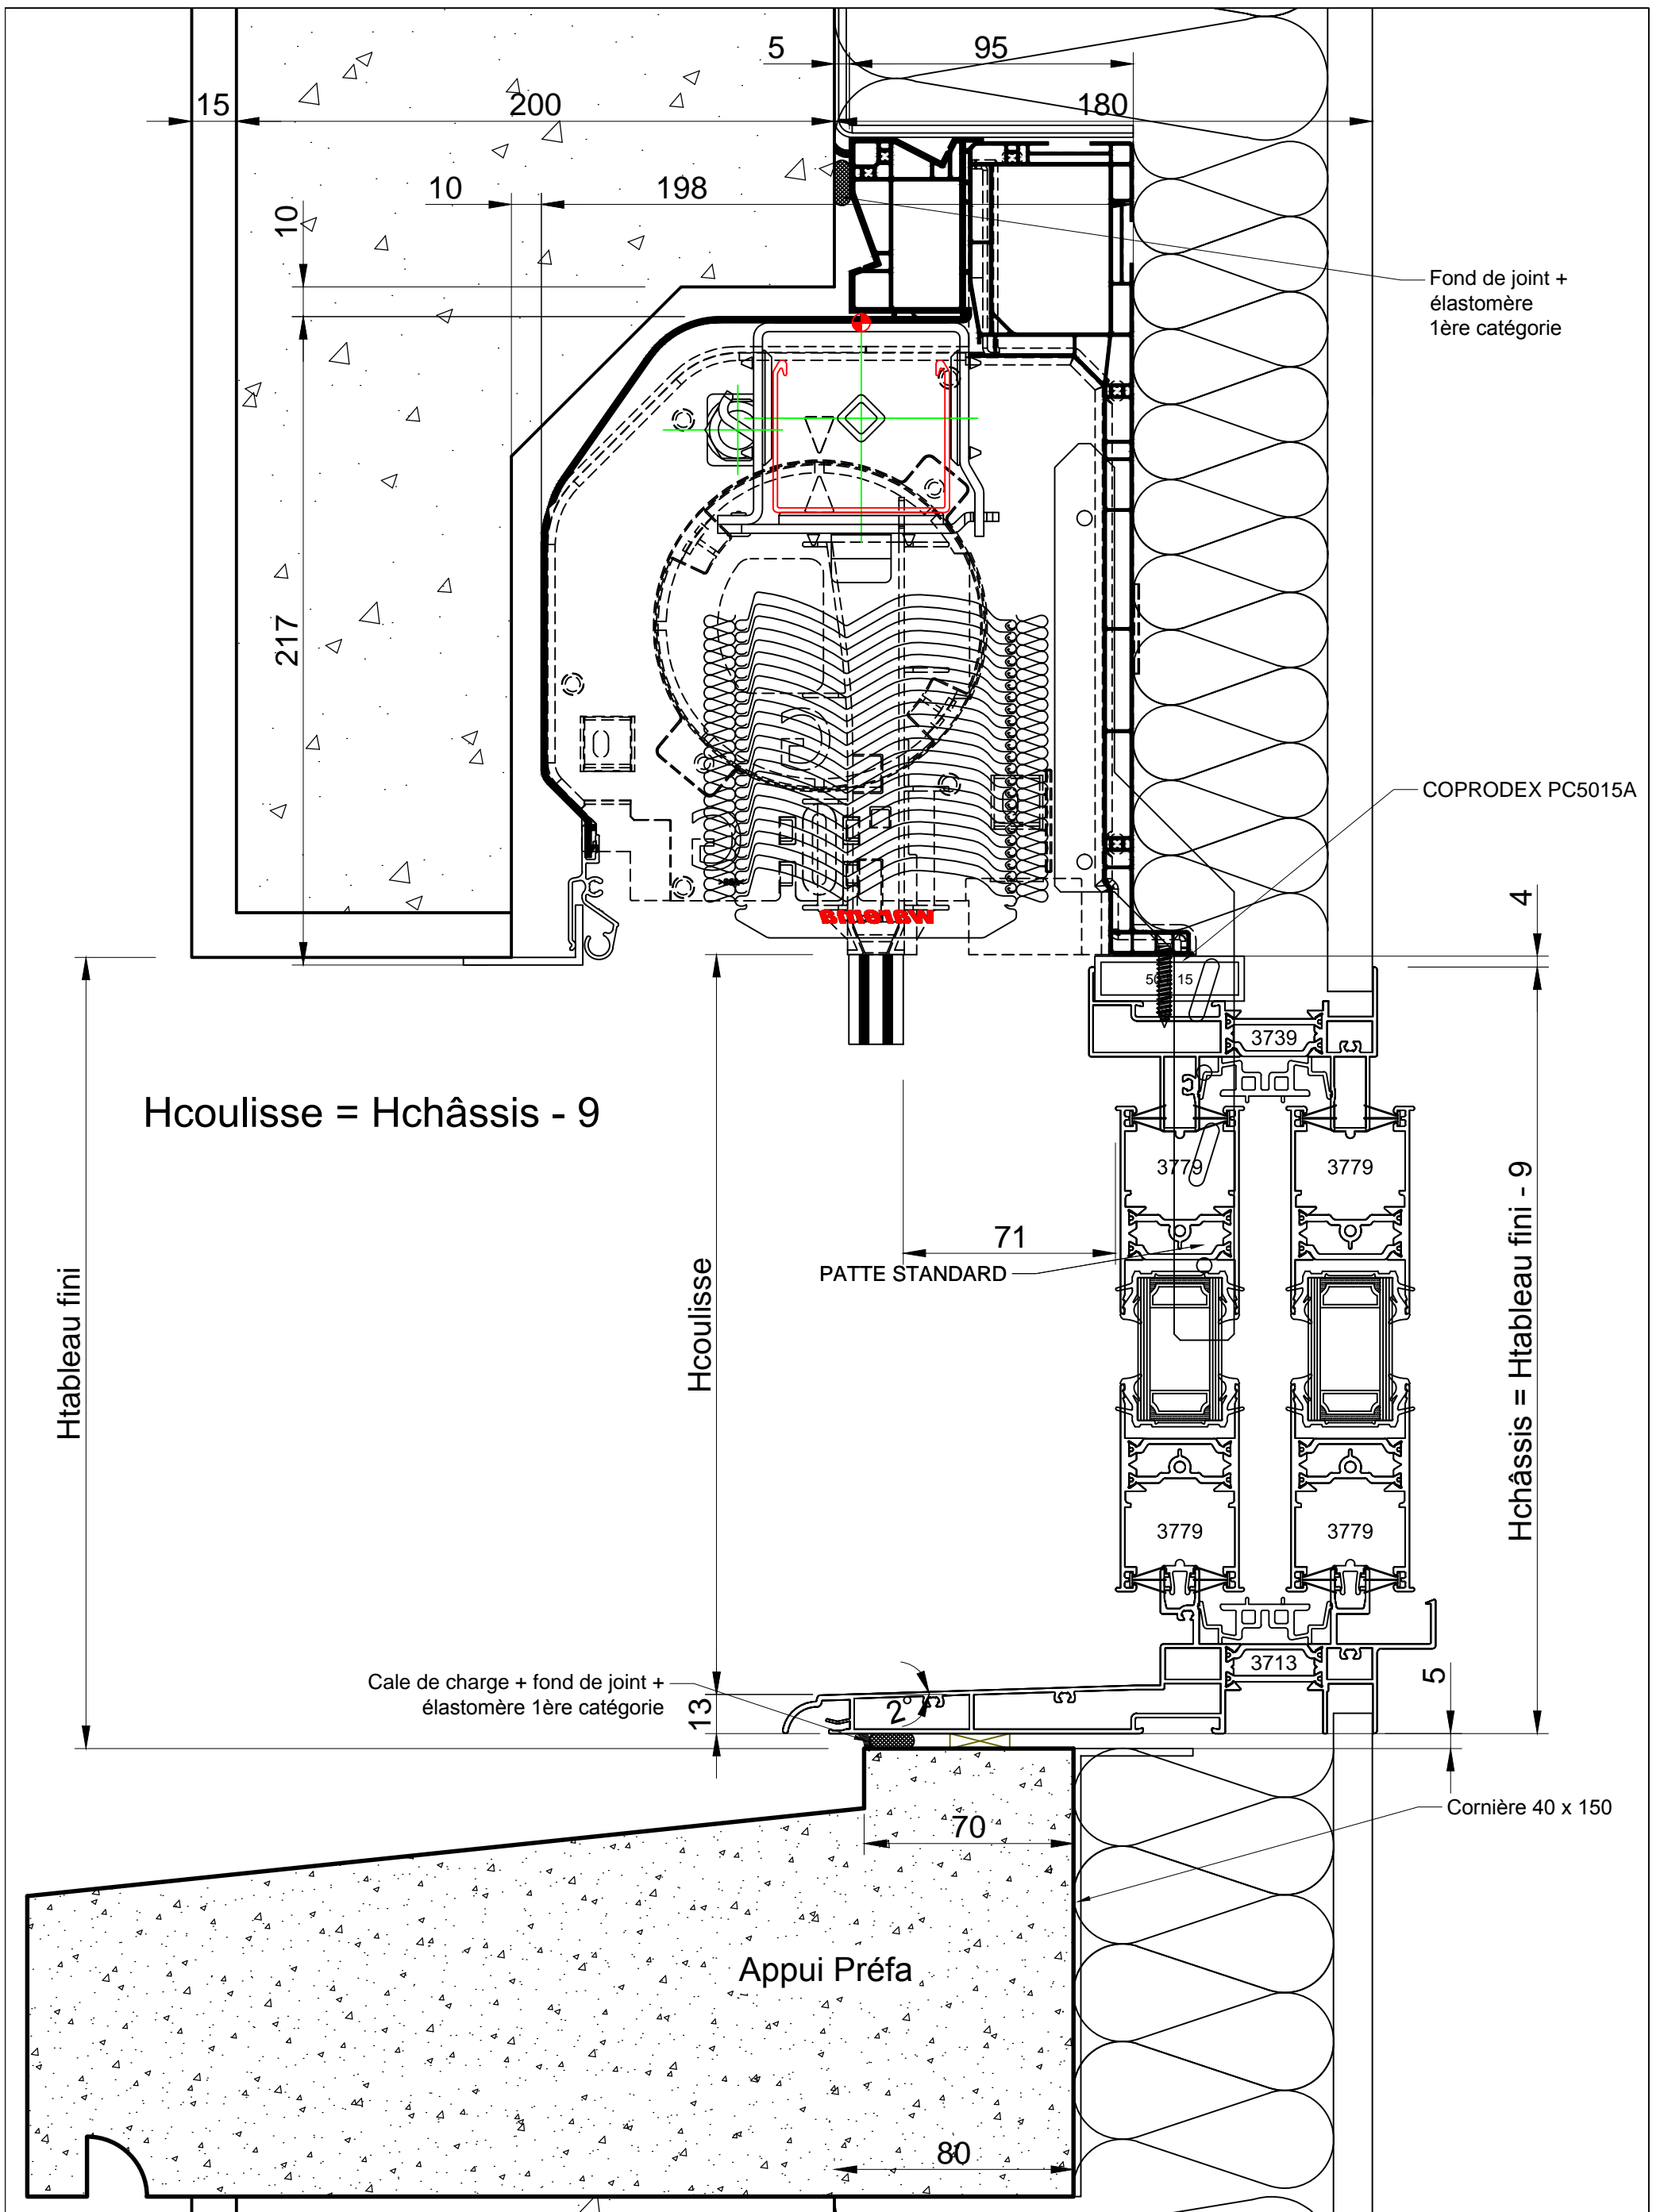 5
95
15
200
180
10
198
10
Fond de joint +
élastomère
1ère catégorie
217
COPRODEX PC5015A
4
warema
50
15
3739
Hcoulisse = Hchâssis - 9
3779
3779
71
PATTE STANDARD
Htableau fini
Hcoulisse
Hchâssis = Htableau fini - 9
3779
3779
3713
Cale de charge + fond de joint +
élastomère 1ère catégorie
13
2°
5
70
Cornière 40 x 150
Appui Préfa
80